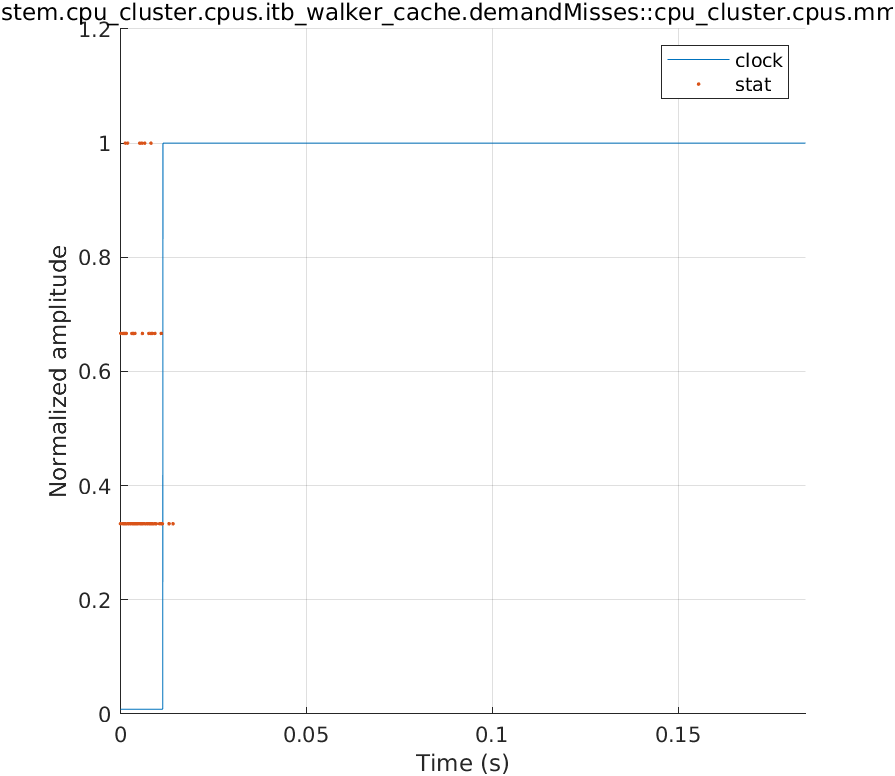 stem.cpu_cluster.cpus.itb_walker_cache.demandMisses::cpu_cluster.cpus.mm
1.2
clock
stat
1
0.8
Normalized amplitude
0.6
0.4
0.2
0
0
0.05
0.1
0.15
Time (s)